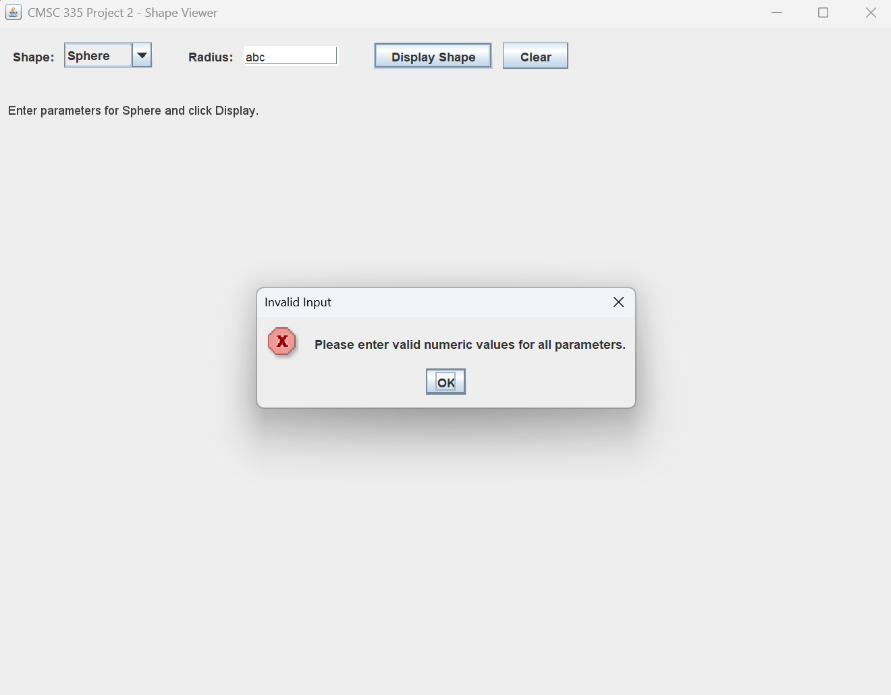 CMSC 335 Project 2 - Shape Viewer
Shape: Sphere Radius: abc Display Shape Clear
Enter parameters for Sphere and click Display.
Invalid Input
X Please enter valid numeric values for all parameters.
OK